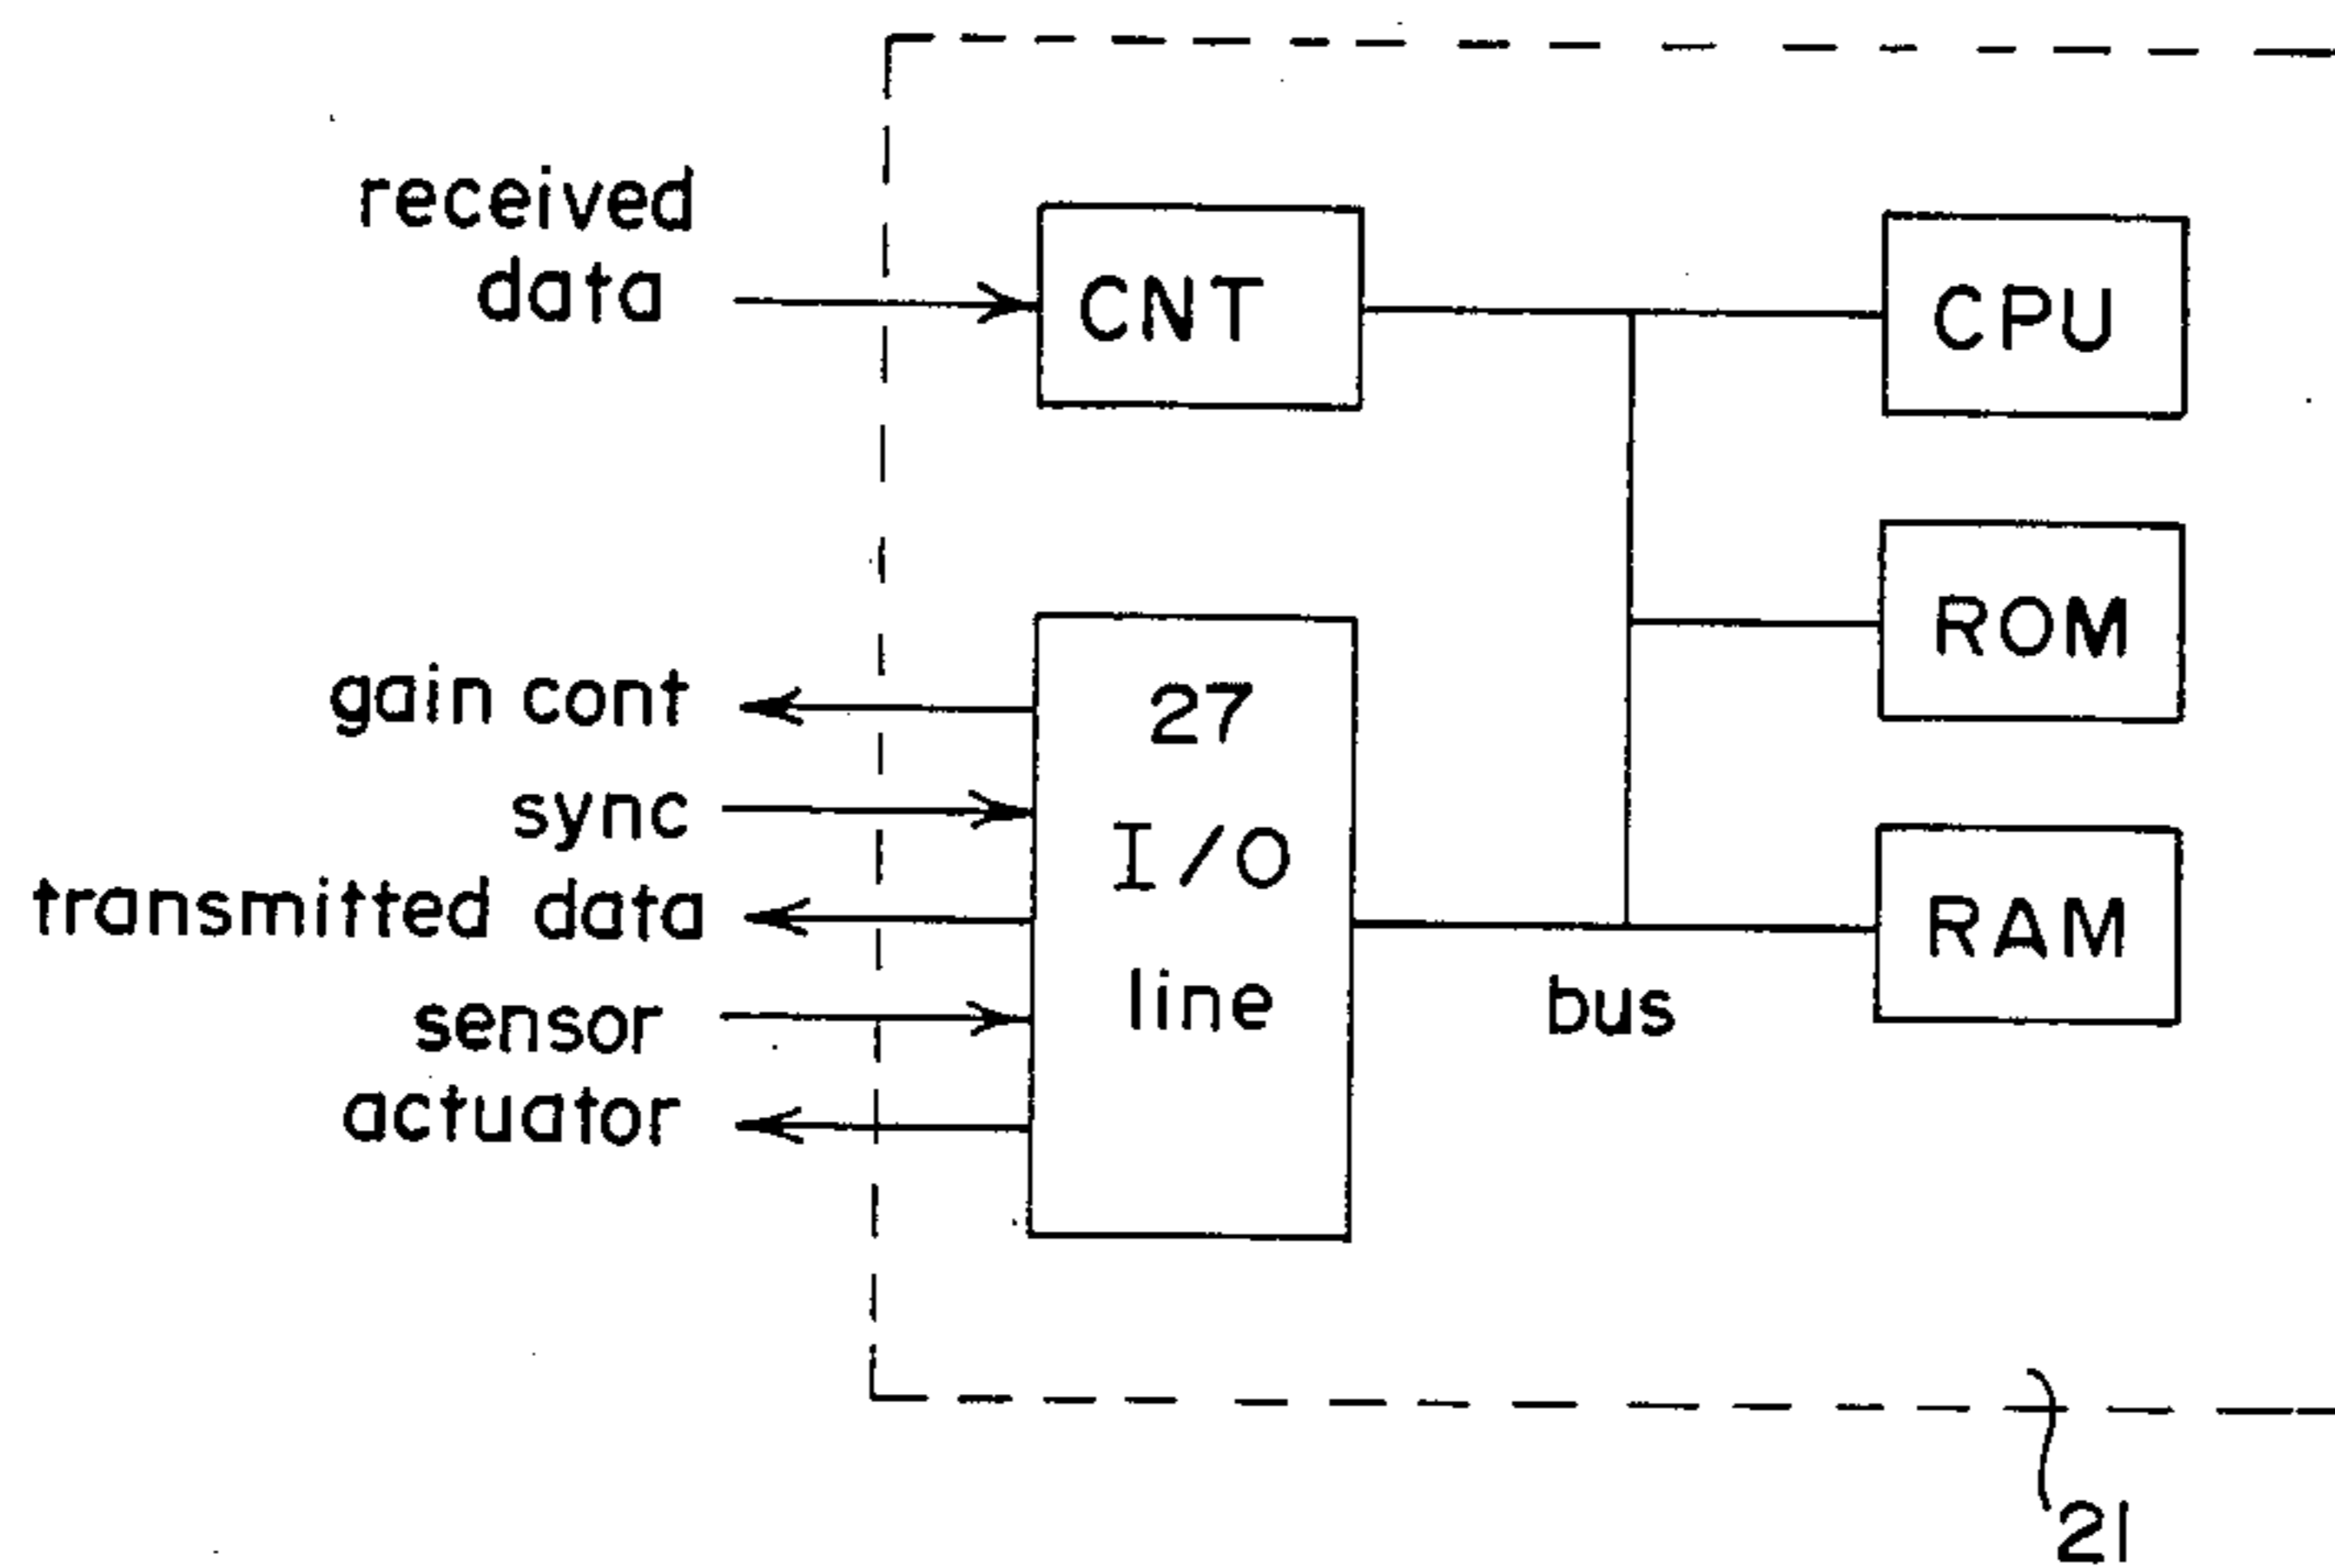 received
data
CNT
CPU
ROM
gain cont
27
sync
I/O
transmitted data
RAM
sensor
line
bus
actuator
21